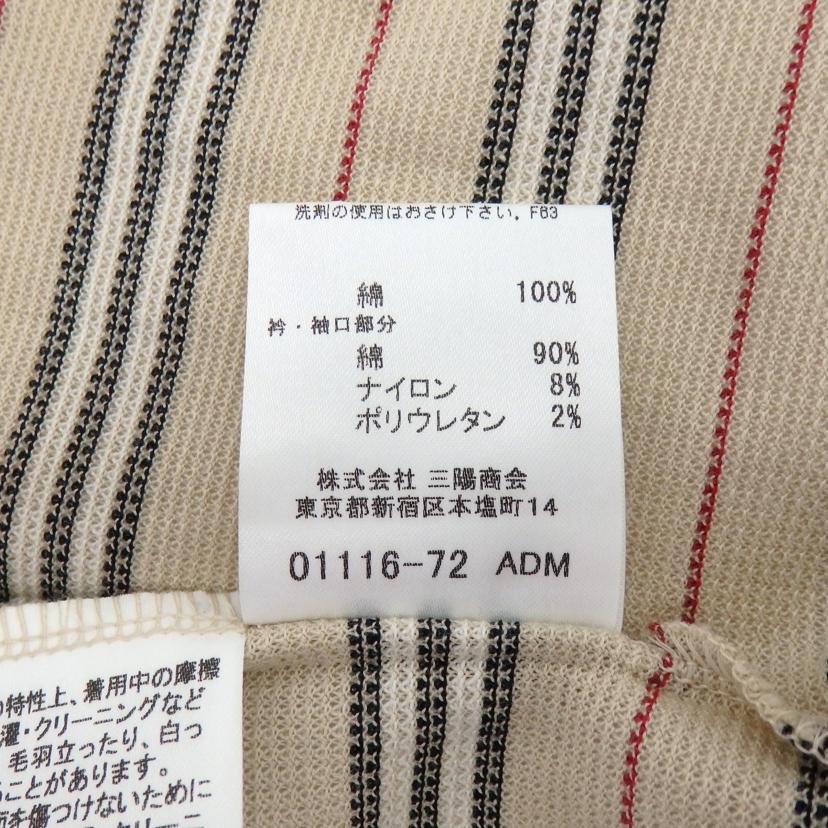 洗剤の使用はおさけ下さい。F63
綿 100%
衿・袖口部分
綿 90%
ナイロン 8%
ポリウレタン 2%
株式会社 三陽商会
東京都新宿区本塩町14
01116-72 ADM
特性上、着用中の摩擦
濯・クリーニングなど
毛羽立ったり、白っ
ことがあります。
を傷つけないために